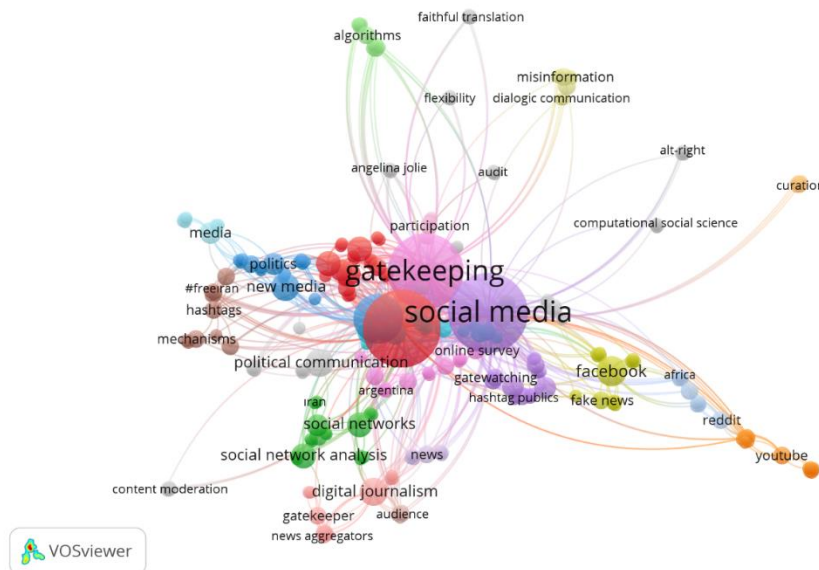 faithful translation
algorithms
misinformation
flexibility
dialogic communication
alt-right
angelina jolie
audit
curation
participation
computational social science
media
politics
gatekeeping
#freeiran
new media
hashtags
social media
mechanisms
online survey
political communication
gatewatching
facebook
africa
argentina
hashtag publics
fake news
iran
reddit
social networks
social network analysis
news
youtube
content moderation
digital journalism
gatekeeper
audience
news aggregators
VOSviewer